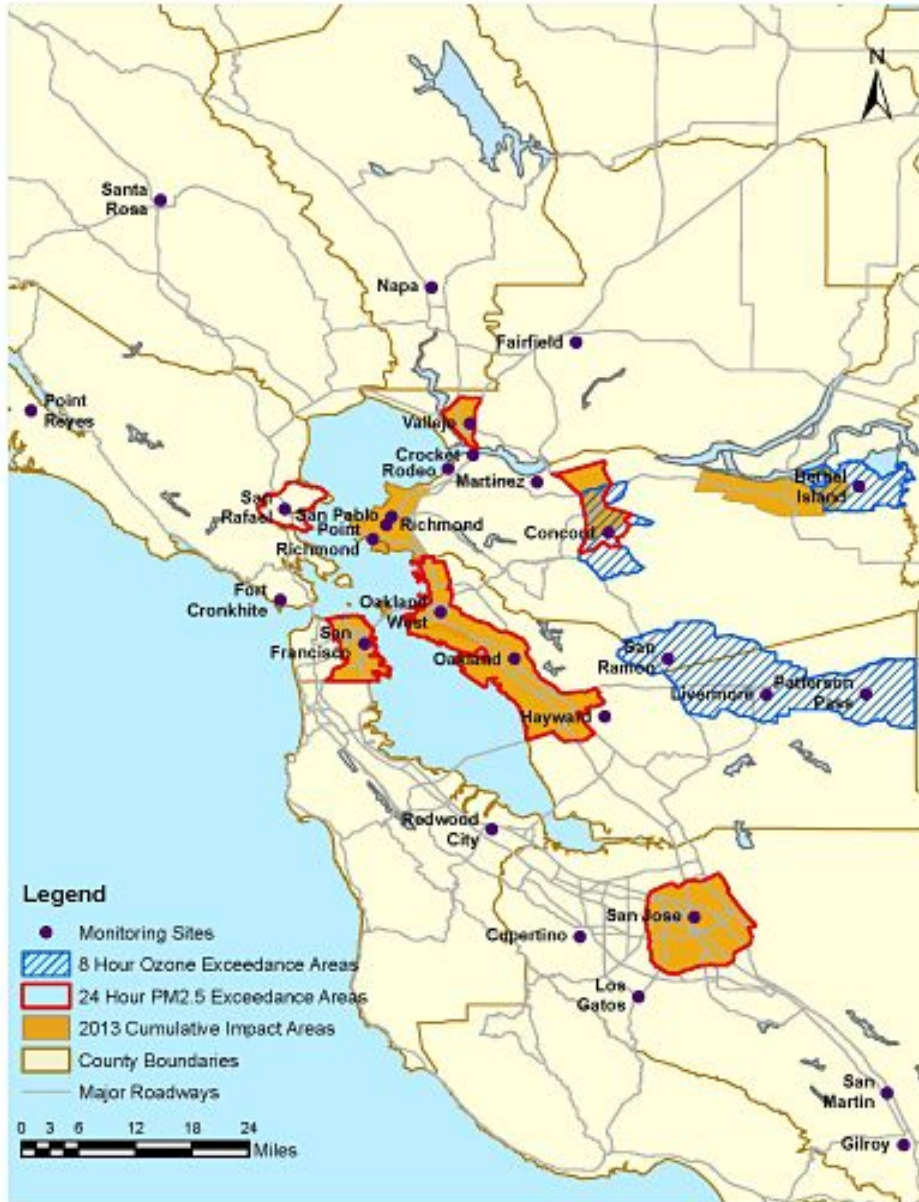 N
Santa
Rosa
Napa
Fairfield
Point
Reyes
Vallejo
Crocket
Rodeo
Martinez
Bethel
Island
San
Rafael
San Pablo
Point
Richmond
Richmond
Concord
Fort
Cronkhite
Oakland
West
San
Francisco
Oakland
San
Ramon
Livermore
Patterson
Pass
Hayward
Redwood
City
San Jose
Cupertino
Los
Gatos
San
Martin
Gilroy
Legend
Monitoring Sites
8 Hour Ozone Exceedance Areas
24 Hour PM2.5 Exceedance Areas
2013 Cumulative Impact Areas
County Boundaries
Major Roadways
0 3 6 12 18 24
Miles